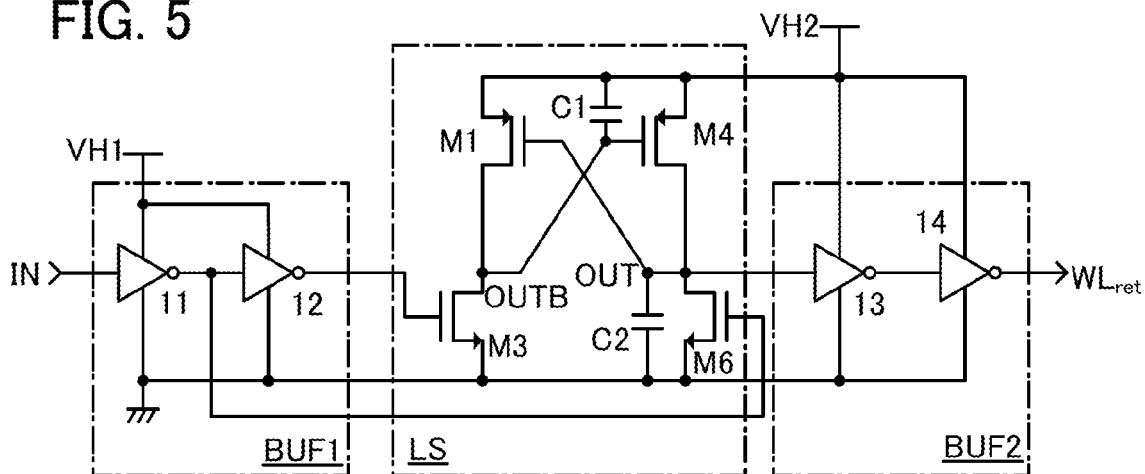 FIG. 5
VH2
C1
M1
M4
VH1
14
IN
11
12
OUTB
OUT
13
WLret
M3
C2
M6
BUF1
LS
BUF2